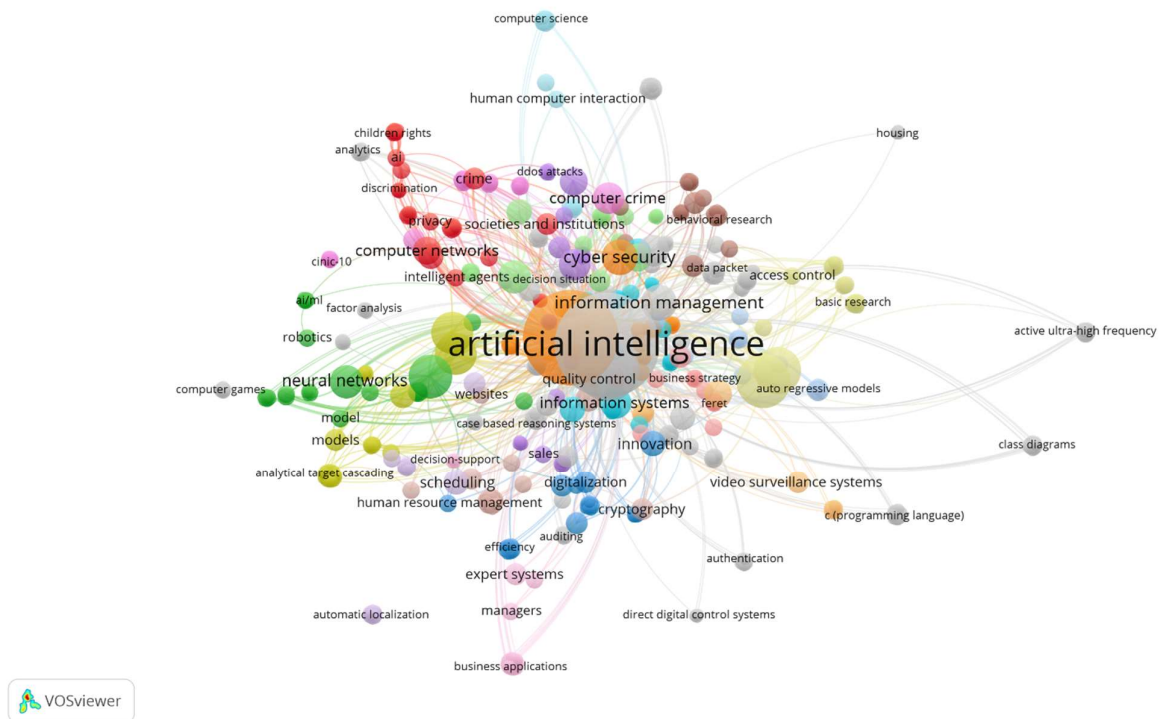 computer science
human computer interaction
housing
children rights
analytics
ai
ddos attacks
discrimination
crime
computer crime
privacy
societies and institutions
behavioral research
computer networks
cyber security
cinic-10
intelligent agents
decision situation
data packet
access control
ai/ml
factor analysis
information management
basic research
robotics
artificial intelligence
active ultra-high frequency
neural networks
quality control
business strategy
computer games
websites
auto regressive models
information systems
feret
model
case based reasoning systems
models
innovation
class diagrams
sales
decision-support
analytical target cascading
scheduling
digitalization
video surveillance systems
human resource management
cryptography
c (programming language)
auditing
efficiency
authentication
expert systems
managers
automatic localization
direct digital control systems
business applications
VOSviewer